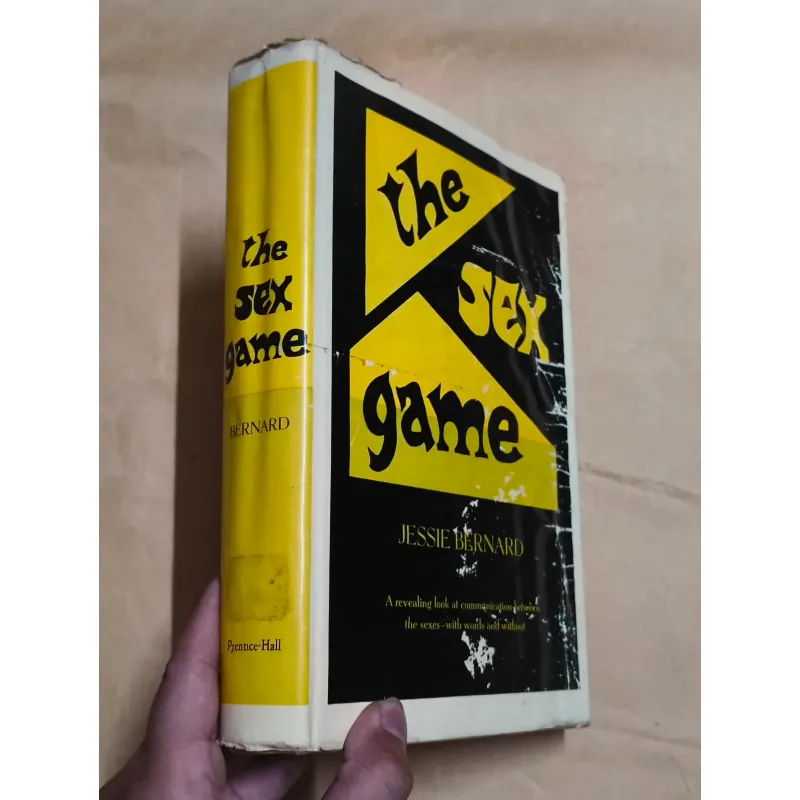 the
sex
game
BERNARD
Prentice-Hall
the
sex
game
JESSIE BERNARD
A revealing look at communication between
the sexes—with words and without